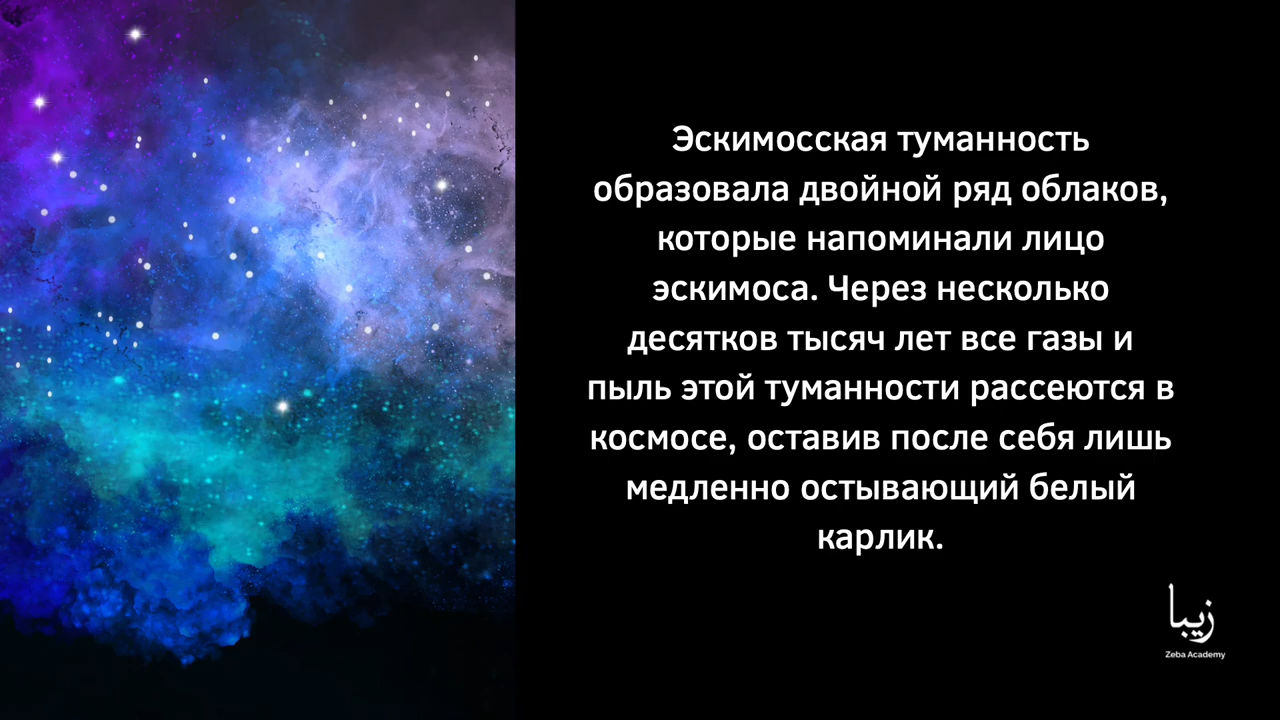 Эскимосская туманность
образовала двойной ряд облаков,
которые напоминали лицо
эскимоса. Через несколько
десятков тысяч лет все газы и
пыль этой туманности рассеются в
космосе, оставив после себя лишь
медленно остывающий белый
карлик.
زيبا
Zeba Academy